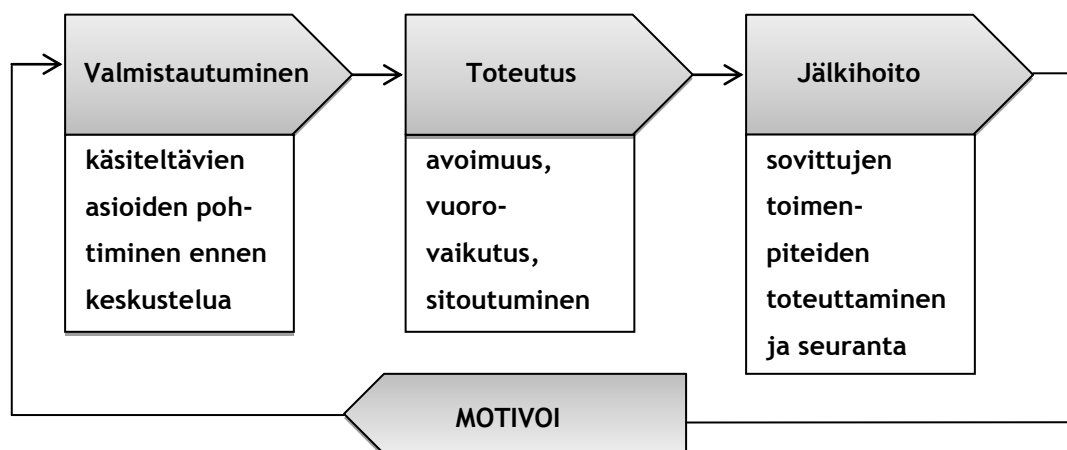 Valmistautuminen
käsiteltävien
asioiden poh-
timinen ennen
keskustelua
Toteutus
avoimuus,
vuoro-
vaikutus,
sitoutuminen
Jälkihoito
sovittujen
toimen-
piteiden
toteuttaminen
ja seuranta
MOTIVOI